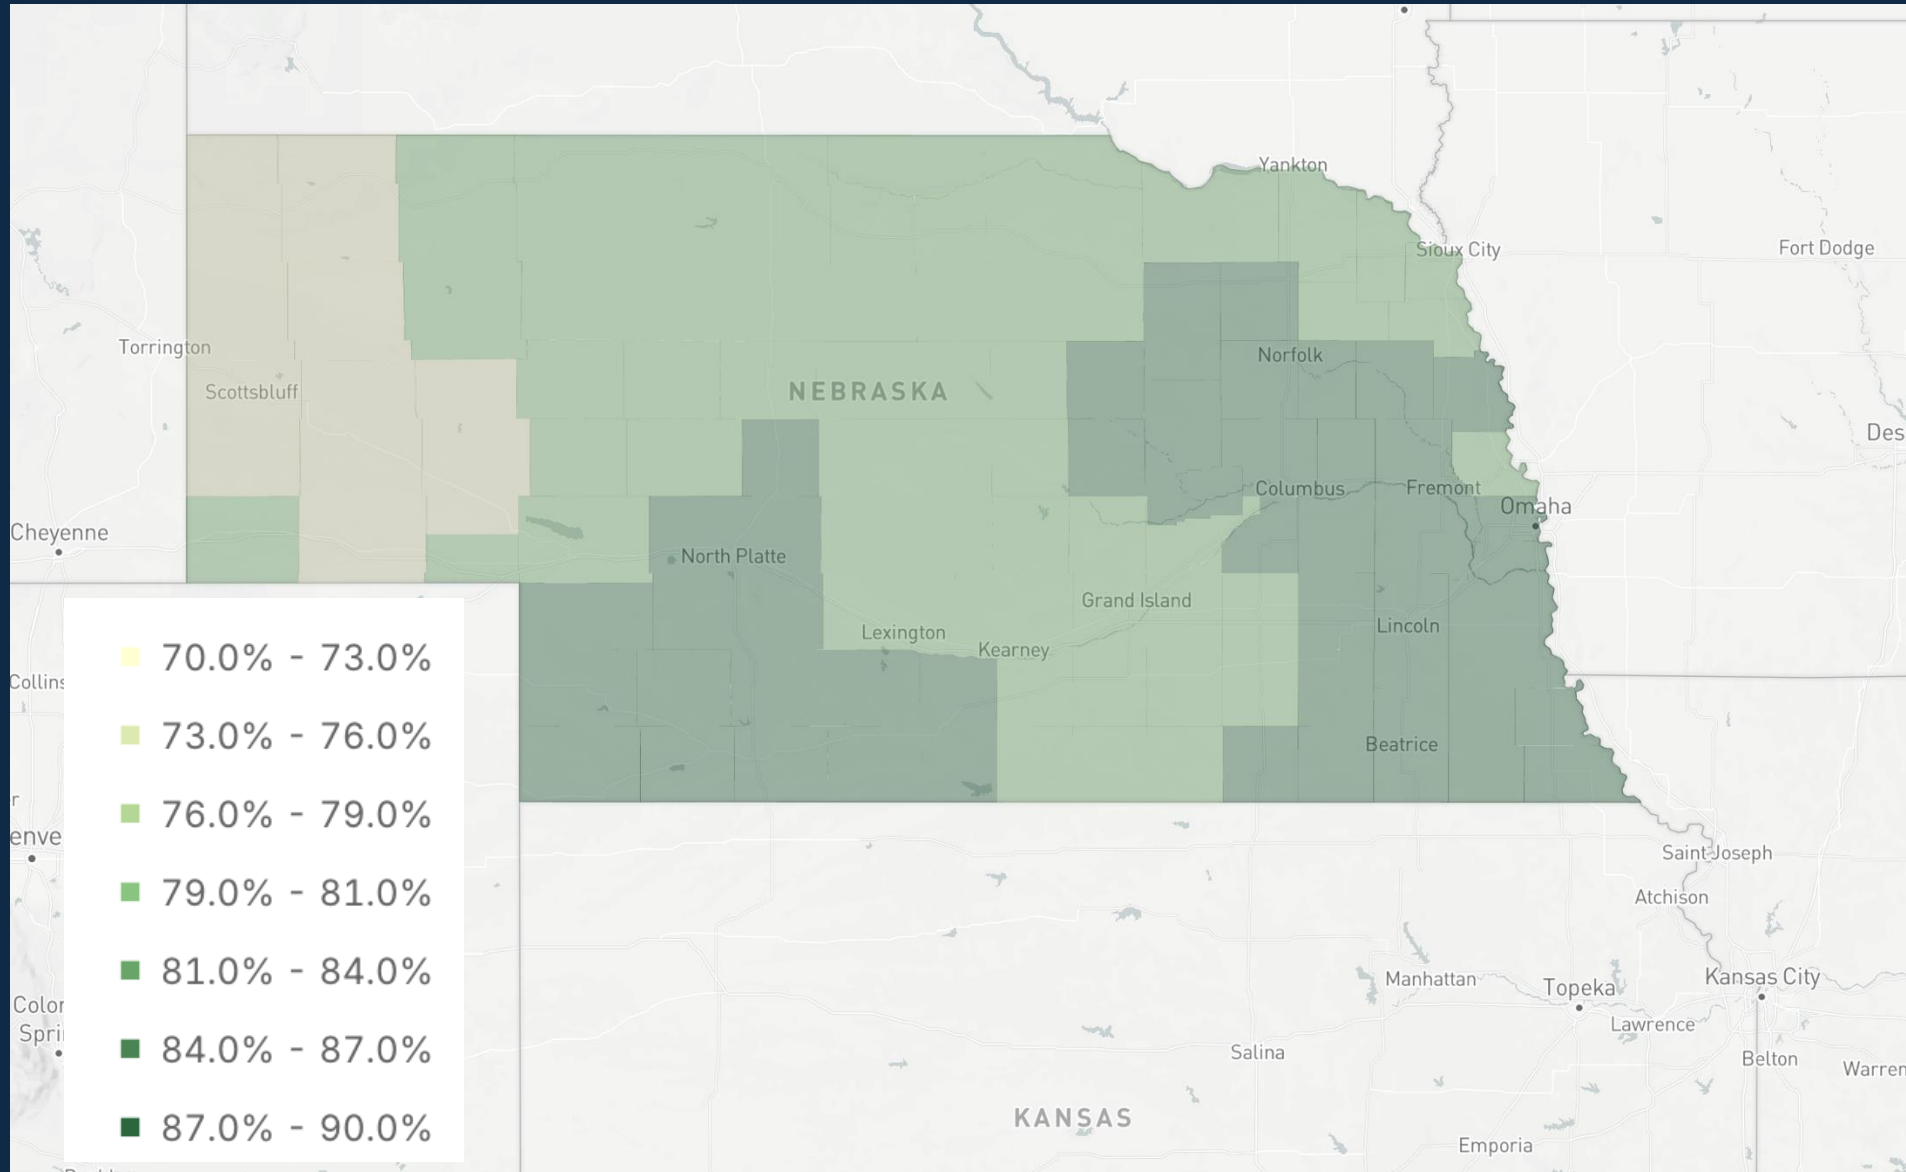 Yankton
Sioux City
Fort Dodge
Torrington
Norfolk
Scottsbluff
NEBRASKA
Des
Columbus
Fremont
Omaha
Cheyenne
North Platte
Grand Island
Lincoln
Lexington
Kearney
Collins
70.0% - 73.0%
73.0% - 76.0%
76.0% - 79.0%
79.0% - 81.0%
81.0% - 84.0%
84.0% - 87.0%
87.0% - 90.0%
Beatrice
r
enve
Saint Joseph
Atchison
Colo
Spri
Manhattan
Topeka
Kansas City
Lawrence
Salina
Belton
Warren
KANSAS
Emporia